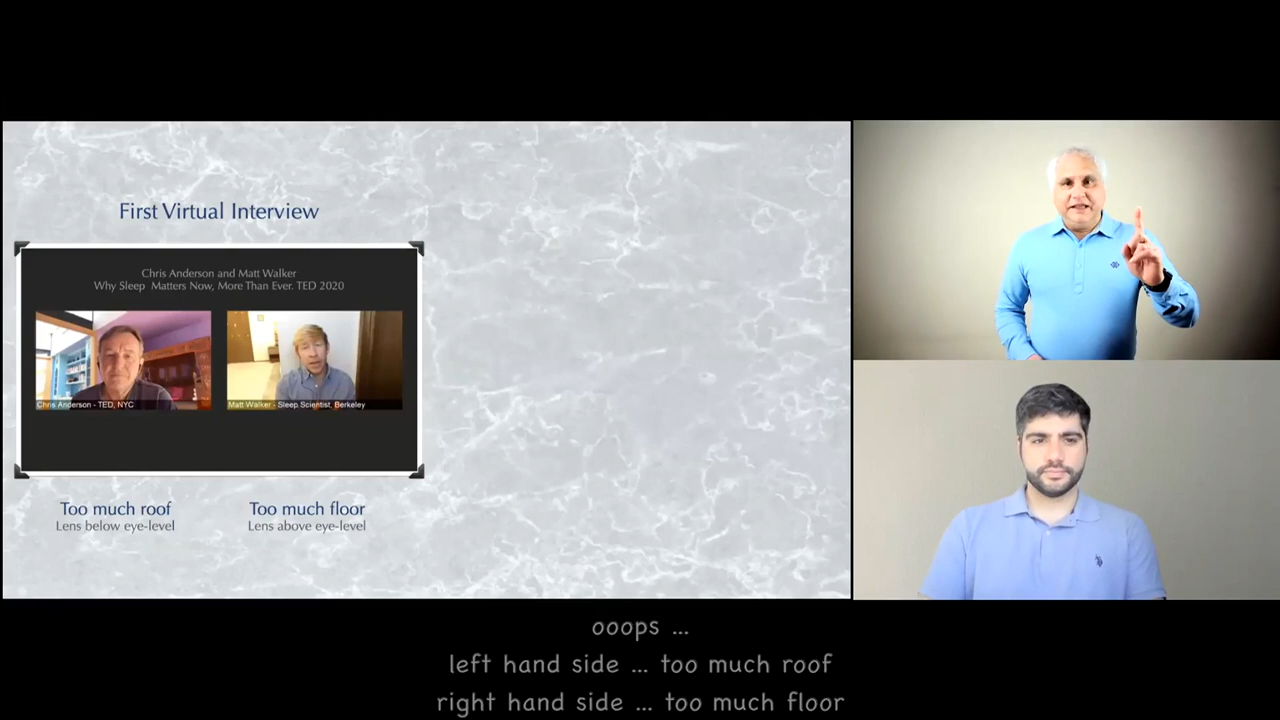 First Virtual Interview
Chris Anderson and Matt Walker
Why Sleep Matters Now, More Than Ever. TED 2020
Chris Anderson - TED, NYC
Matt Walker - Sleep Scientist, Berkeley
Too much roof
Lens below eye-level
Too much floor
Lens above eye-level
ooops ...
left hand side ... too much roof
right hand side ... too much floor